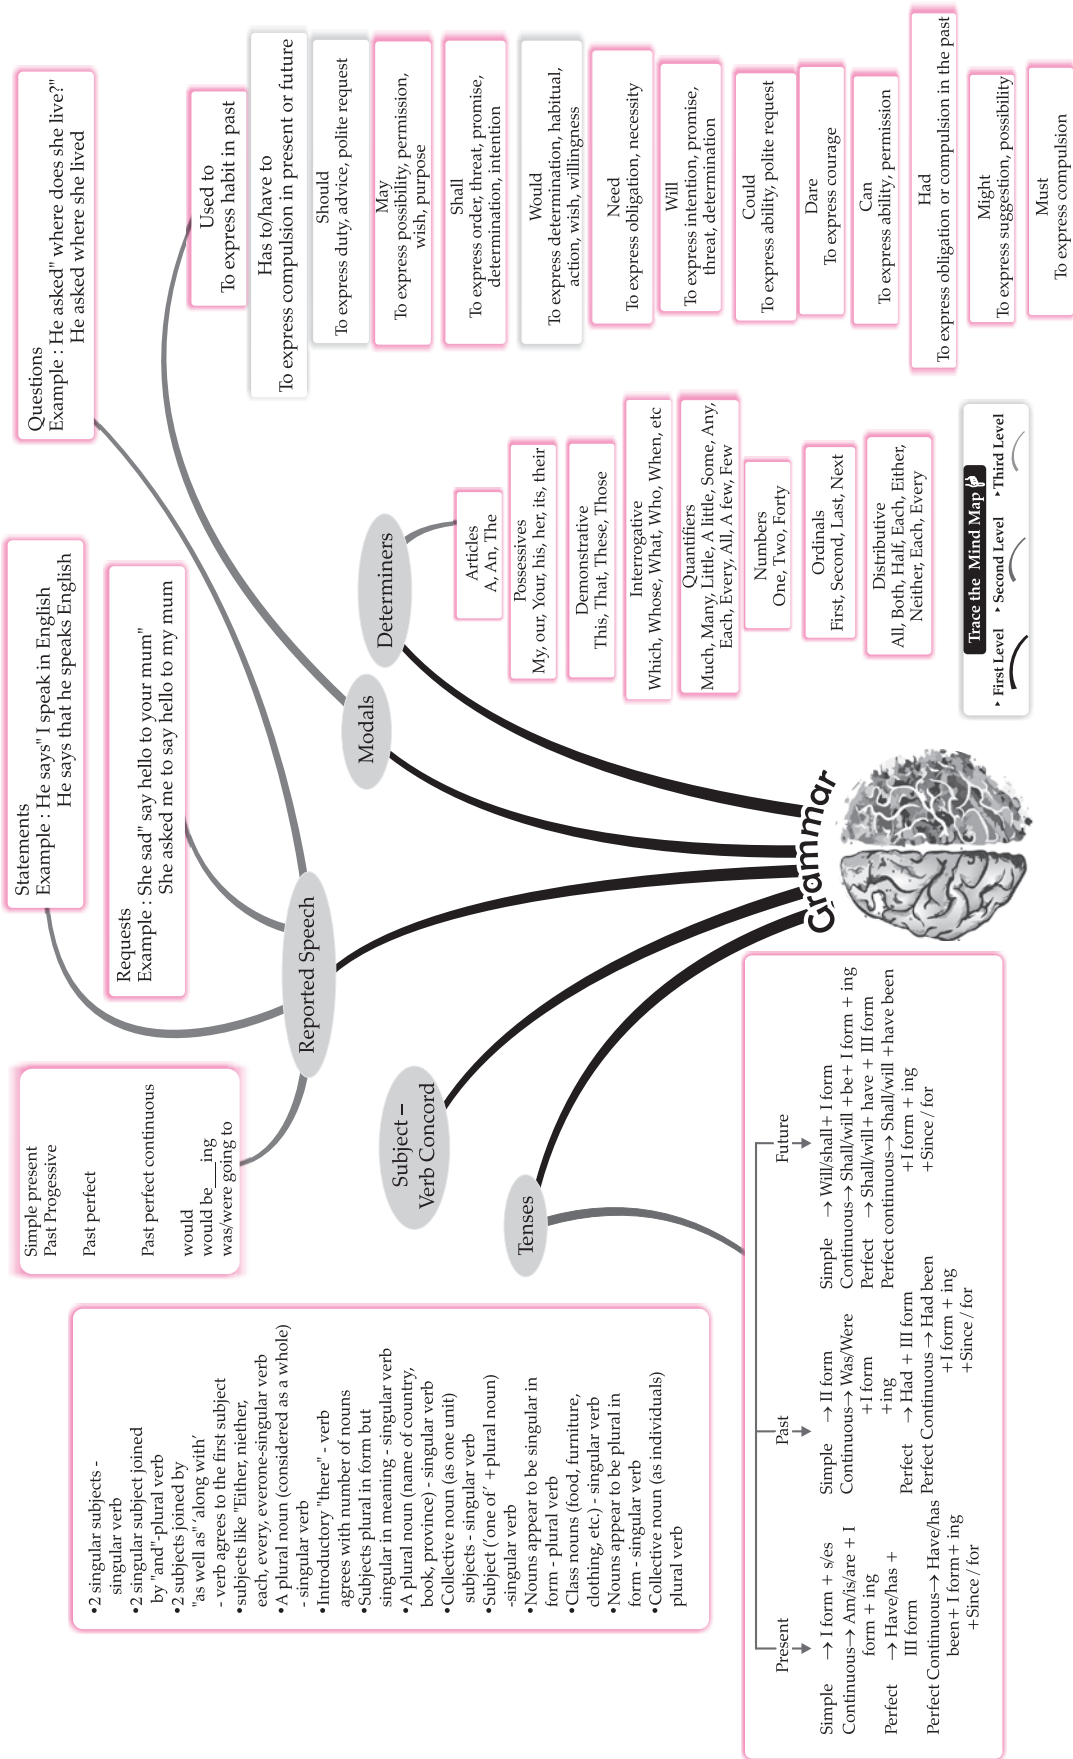 Grammar
Tenses
Present
Simple → I form + s/es
Continuous→ Am/is/are + I
form + ing
Perfect → Have/has +
III form
Perfect Continuous→ Have/has
been+ I form+ ing
+Since / for
Past
Simple → II form
Continuous→ Was/Were
+I form
+ing
Perfect → Had + III form
Perfect Continuous → Had been
+I form + ing
+Since / for
Future
Simple → Will/shall+ I form
Continuous→ Shall/will +be+ I form + ing
Perfect → Shall/will+ have + III form
Perfect continuous→ Shall/will +have been
+I form + ing
+Since / for
Subject –
Verb Concord
•2 singular subjects -
singular verb
•2 singular subject joined
by "and"-plural verb
•2 subjects joined by
"as well as" ‘along with’
- verb agrees to the first subject
•subjects like "Either, niether,
each, every, everone-singular verb
•A plural noun (considered as a whole)
- singular verb
•Introductory "there" - verb
agrees with number of nouns
•Subjects plural in form but
singular in meaning - singular verb
•A plural noun (name of country,
book, province) - singular verb
•Collective noun (as one unit)
subjects - singular verb
•Subject (‘one of’ +plural noun)
-singular verb
•Nouns appear to be singular in
form - plural verb
•Class nouns (food, furniture,
clothing, etc.) - singular verb
•Nouns appear to be plural in
form - singular verb
•Collective noun (as individuals)
plural verb
Reported Speech
Simple present
Past Progessive
Past perfect
Past perfect continuous
would
would be___ing
was/were going to
Statements
Example : He says" I speak in English
He says that he speaks English
Requests
Example : She sad" say hello to your mum"
She asked me to say hello to my mum
Questions
Example : He asked" where does she live?"
He asked where she lived
Modals
Used to
To express habit in past
Has to/have to
To express compulsion in present or future
Should
To express duty, advice, polite request
May
To express possibility, permission,
wish, purpose
Shall
To express order, threat, promise,
determination, intention
Would
To express determination, habitual,
action, wish, willingness
Need
To express obligation, necessity
Will
To express intention, promise,
threat, determination
Could
To express ability, polite request
Dare
To express courage
Can
To express ability, permission
Had
To express obligation or compulsion in the past
Might
To express suggestion, possibility
Must
To express compulsion
Determiners
Articles
A, An, The
Possessives
My, our, Your, his, her, its, their
Demonstrative
This, That, These, Those
Interrogative
Which, Whose, What, Who, When, etc
Quantifiers
Much, Many, Little, A little, Some, Any,
Each, Every, All, A few, Few
Numbers
One, Two, Forty
Ordinals
First, Second, Last, Next
Distributive
All, Both, Half, Each, Either,
Neither, Each, Every
Trace the Mind Map
▸ First Level ▸ Second Level ▸ Third Level